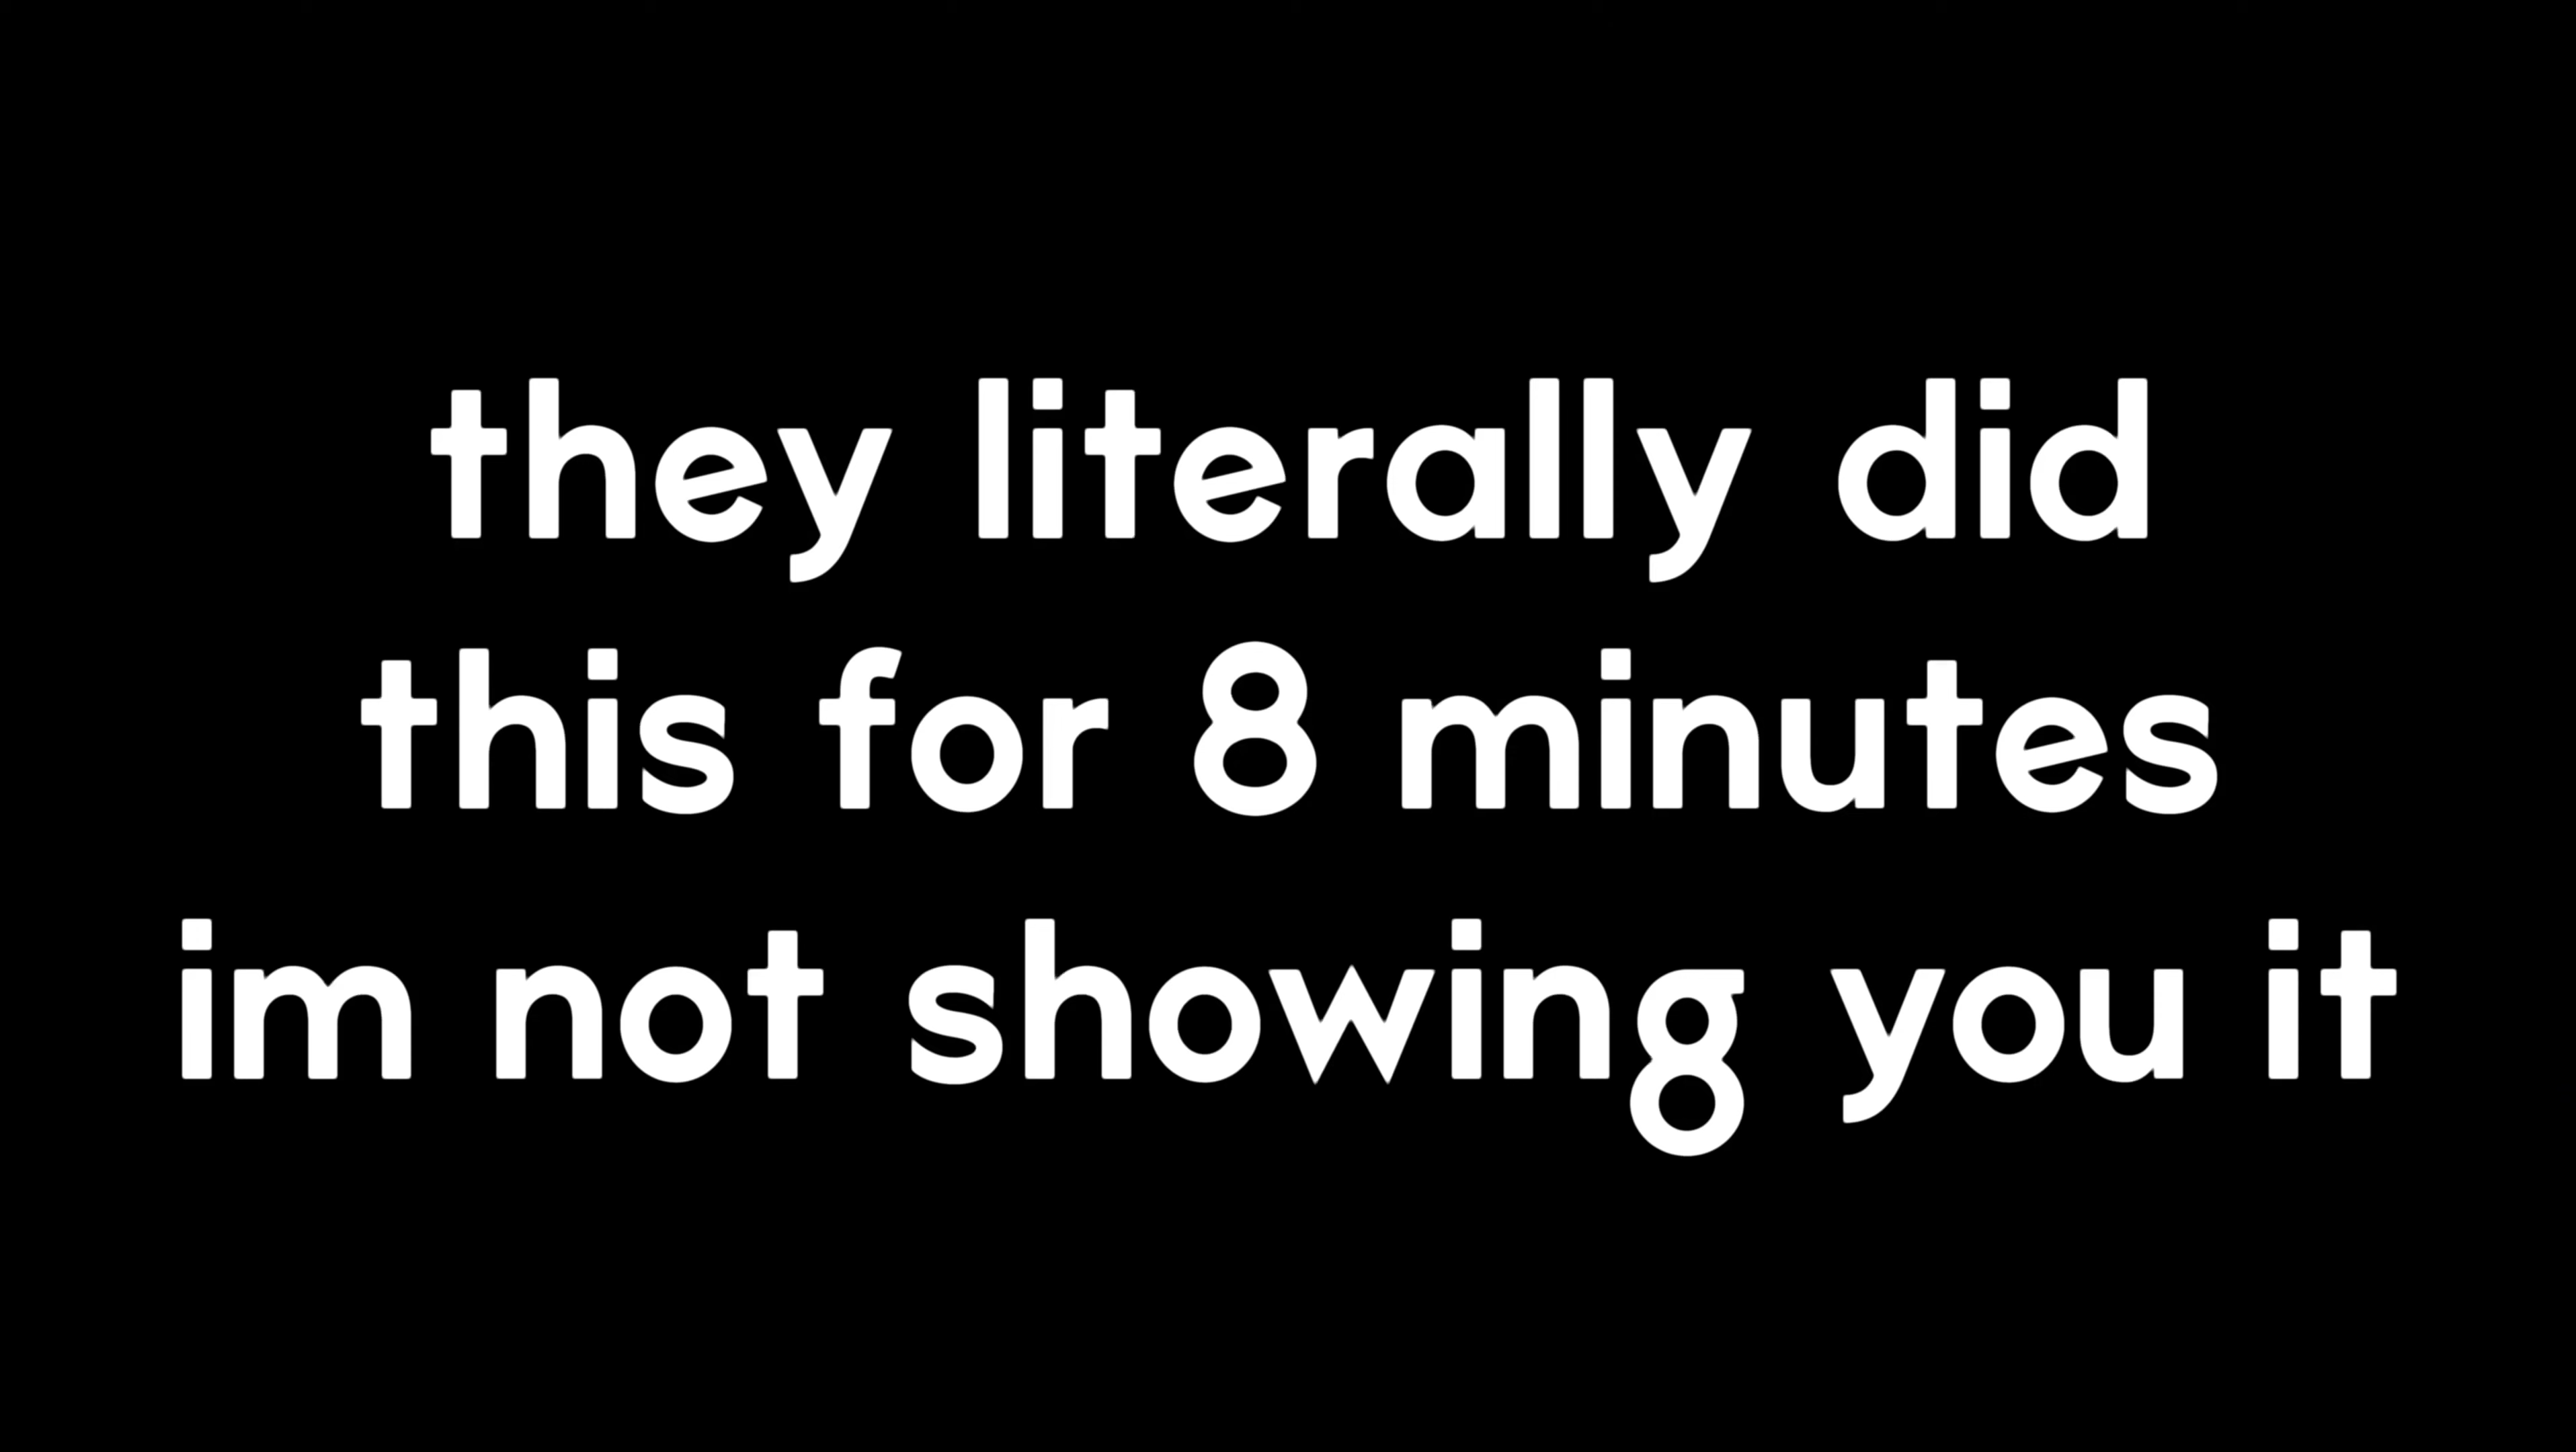 they literally did
this for 8 minutes
im not showing you it